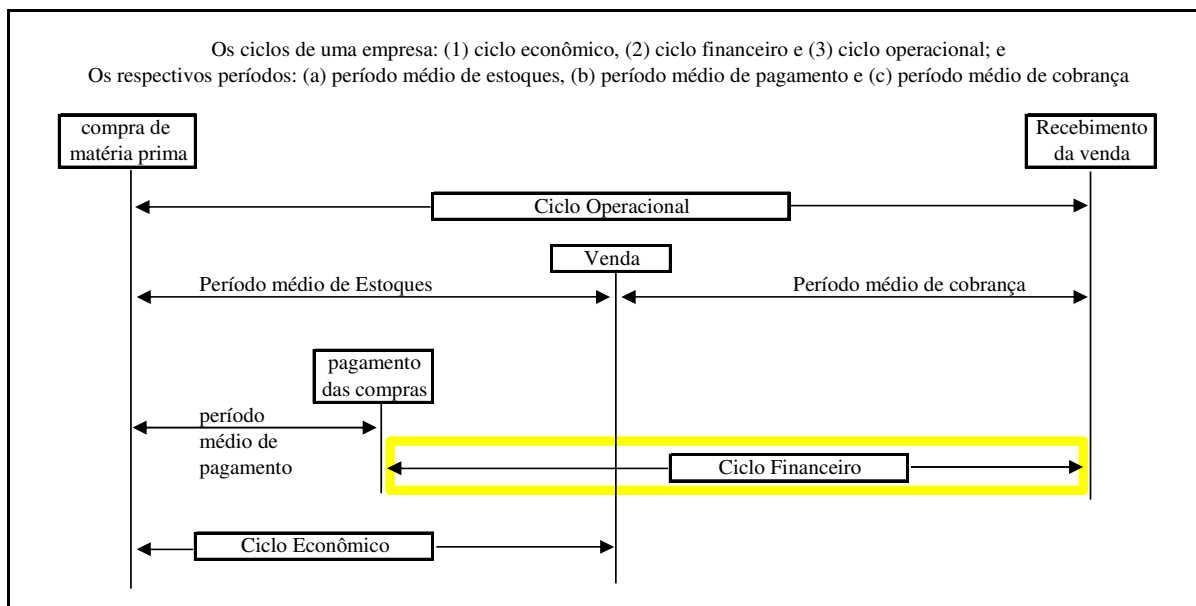 Os ciclos de uma empresa: (1) ciclo econômico, (2) ciclo financeiro e (3) ciclo operacional; e
Os respectivos períodos: (a) período médio de estoques, (b) período médio de pagamento e (c) período médio de cobrança
compra de
matéria prima
Recebimento
da venda
Ciclo Operacional
Venda
Período médio de Estoques
Período médio de cobrança
pagamento
das compras
período
médio de
pagamento
Ciclo Financeiro
Ciclo Econômico